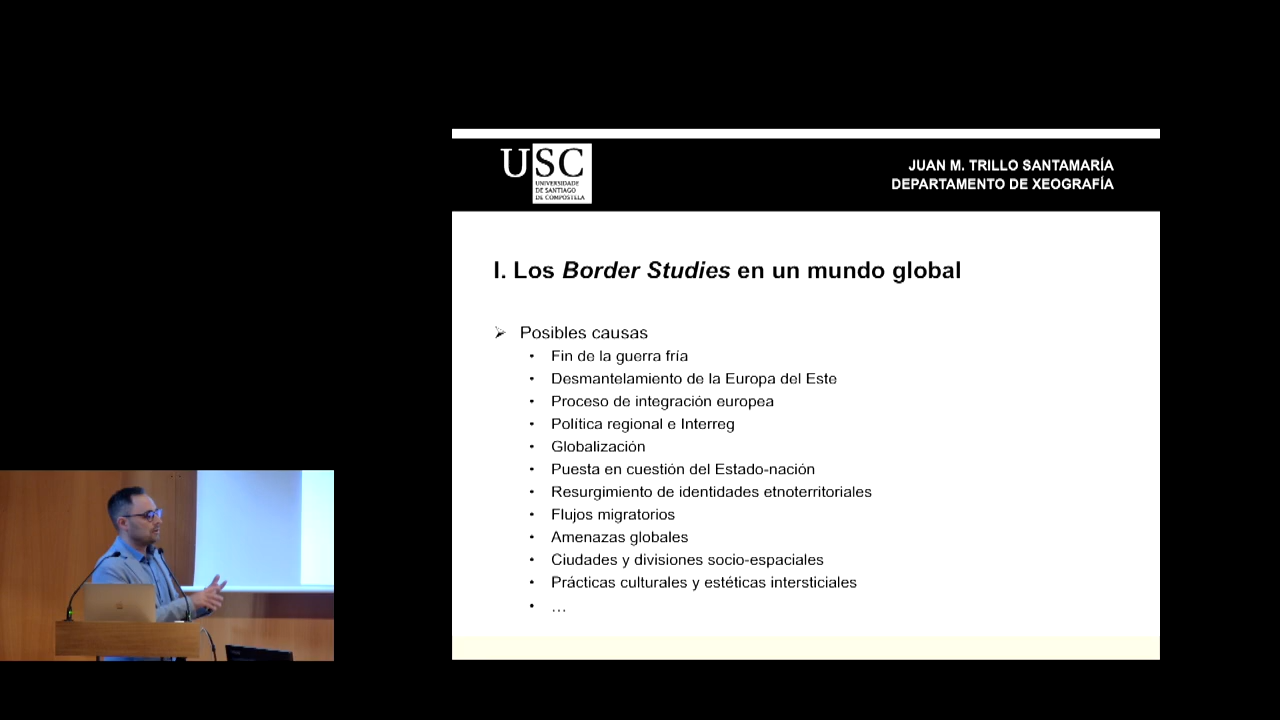 USC
UNIVERSIDADE
DE SANTIAGO
DE COMPOSTELA
JUAN M. TRILLO SANTAMARÍA
DEPARTAMENTO DE XEOGRAFÍA
I. Los Border Studies en un mundo global
➢ Posibles causas
• Fin de la guerra fría
• Desmantelamiento de la Europa del Este
• Proceso de integración europea
• Política regional e Interreg
• Globalización
• Puesta en cuestión del Estado-nación
• Resurgimiento de identidades etnoterritoriales
• Flujos migratorios
• Amenazas globales
• Ciudades y divisiones socio-espaciales
• Prácticas culturales y estéticas intersticiales
• …